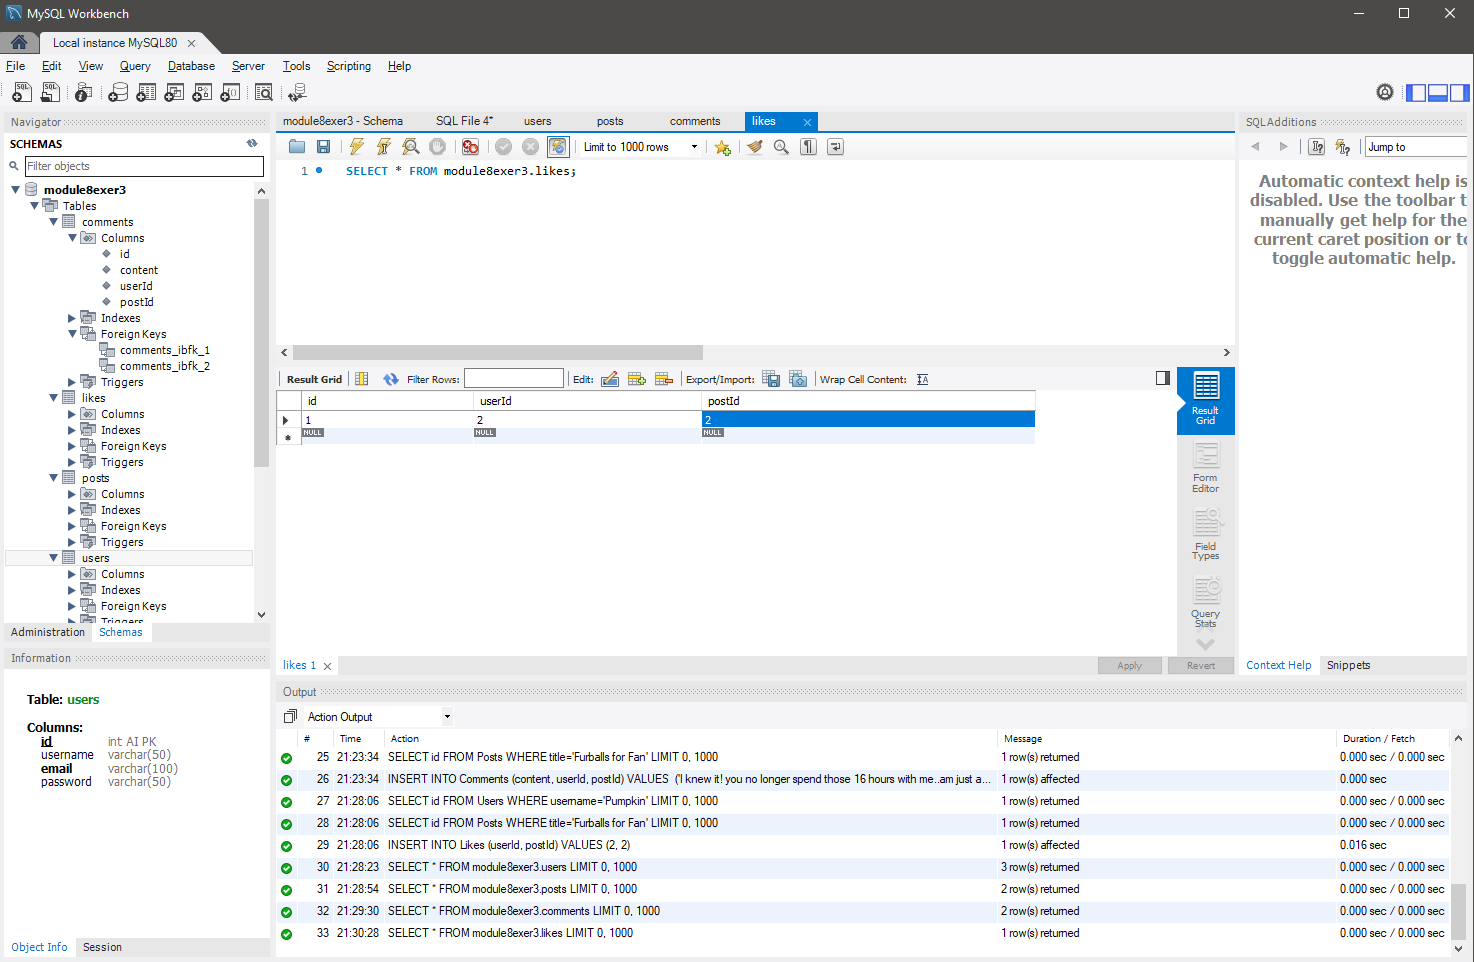 MySQL Workbench
Local instance MySQL80
File Edit View Query Database Server Tools Scripting Help
Navigator
SCHEMAS
Filter objects
module8exer3
Tables
comments
Columns
id
content
userId
postId
Indexes
Foreign Keys
comments_ibfk_1
comments_ibfk_2
Triggers
likes
Columns
Indexes
Foreign Keys
Triggers
posts
Columns
Indexes
Foreign Keys
Triggers
users
Columns
Indexes
Foreign Keys
Triggers
Administration Schemas
Information
Table: users
Columns:
id int AI PK
username varchar(50)
email varchar(100)
password varchar(50)
Object Info Session
module8exer3 - Schema SQL File 4* users posts comments likes
Limit to 1000 rows
1 SELECT * FROM module8exer3.likes;
Result Grid Filter Rows: Edit: Export/Import: Wrap Cell Content:
id userId postId
1 2 2
NULL NULL NULL
Result
Grid
Form
Editor
Field
Types
Query
Stats
likes 1 Apply Revert
SQLAdditions
Jump to
Automatic context help is
disabled. Use the toolbar t
manually get help for the
current caret position or to
toggle automatic help.
Context Help Snippets
Output
Action Output
# Time Action Message Duration / Fetch
25 21:23:34 SELECT id FROM Posts WHERE title='Furballs for Fan' LIMIT 0, 1000 1 row(s) returned 0.000 sec / 0.000 sec
26 21:23:34 INSERT INTO Comments (content, userId, postId) VALUES ('I knew it! you no longer spend those 16 hours with me..am just a... 1 row(s) affected 0.000 sec
27 21:28:06 SELECT id FROM Users WHERE username='Pumpkin' LIMIT 0, 1000 1 row(s) returned 0.000 sec / 0.000 sec
28 21:28:06 SELECT id FROM Posts WHERE title='Furballs for Fan' LIMIT 0, 1000 1 row(s) returned 0.000 sec / 0.000 sec
29 21:28:06 INSERT INTO Likes (userId, postId) VALUES (2, 2) 1 row(s) affected 0.016 sec
30 21:28:23 SELECT * FROM module8exer3.users LIMIT 0, 1000 3 row(s) returned 0.000 sec / 0.000 sec
31 21:28:54 SELECT * FROM module8exer3.posts LIMIT 0, 1000 2 row(s) returned 0.000 sec / 0.000 sec
32 21:29:30 SELECT * FROM module8exer3.comments LIMIT 0, 1000 2 row(s) returned 0.000 sec / 0.000 sec
33 21:30:28 SELECT * FROM module8exer3.likes LIMIT 0, 1000 1 row(s) returned 0.000 sec / 0.000 sec